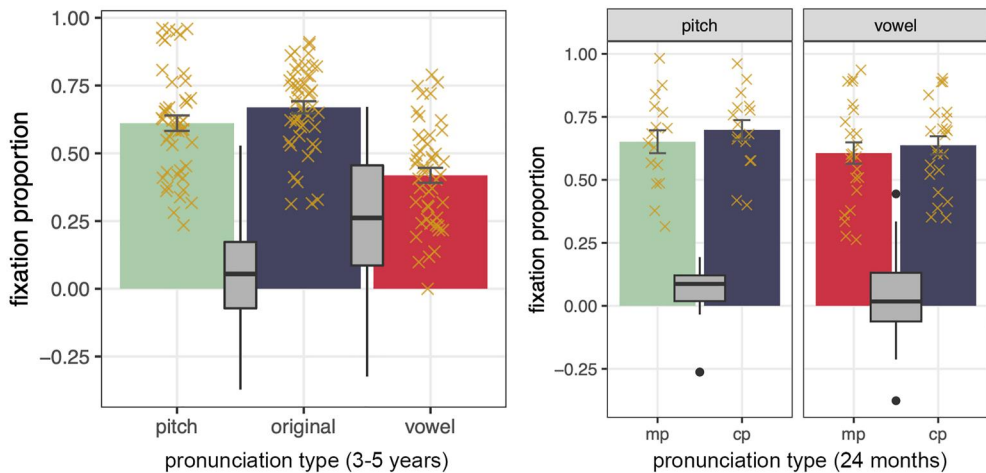 fixation proportion
1.00
0.75
0.50
0.25
0.00
−0.25
pitch original vowel
pronunciation type (3-5 years)
pitch vowel
fixation proportion
1.00
0.75
0.50
0.25
0.00
−0.25
mp cp mp cp
pronunciation type (24 months)